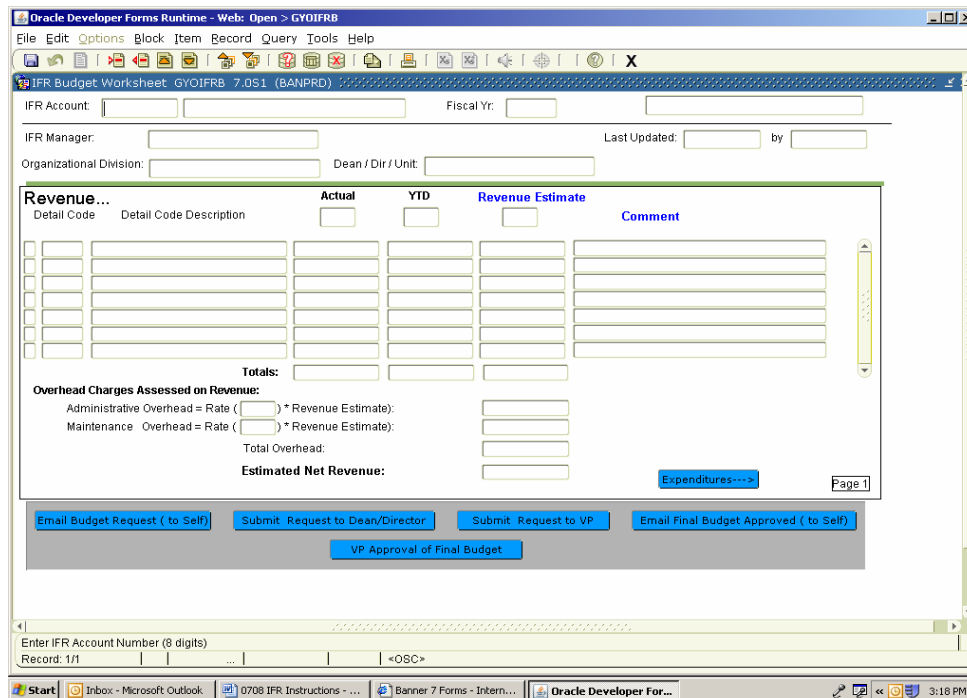 Oracle Developer Forms Runtime - Web: Open > GYOIFRB
File Edit Options Block Item Record Query Tools Help
X
IFR Budget Worksheet GYOIFRB 7.0S1 (BANPRD)
IFR Account: Fiscal Yr:
IFR Manager: Last Updated: by
Organizational Division: Dean / Dir / Unit:
Revenue... Actual YTD Revenue Estimate
Detail Code Detail Code Description Comment
Totals:
Overhead Charges Assessed on Revenue:
Administrative Overhead = Rate ( ) * Revenue Estimate):
Maintenance Overhead = Rate ( ) * Revenue Estimate):
Total Overhead:
Estimated Net Revenue:
Expenditures---> Page 1
Email Budget Request ( to Self) Submit Request to Dean/Director Submit Request to VP Email Final Budget Approved ( to Self)
VP Approval of Final Budget
Enter IFR Account Number (8 digits)
Record: 1/1 ... <OSC>
Start Inbox - Microsoft Outlook 0708 IFR Instructions - ... Banner 7 Forms - Intern... Oracle Developer For... « 3:18 PM